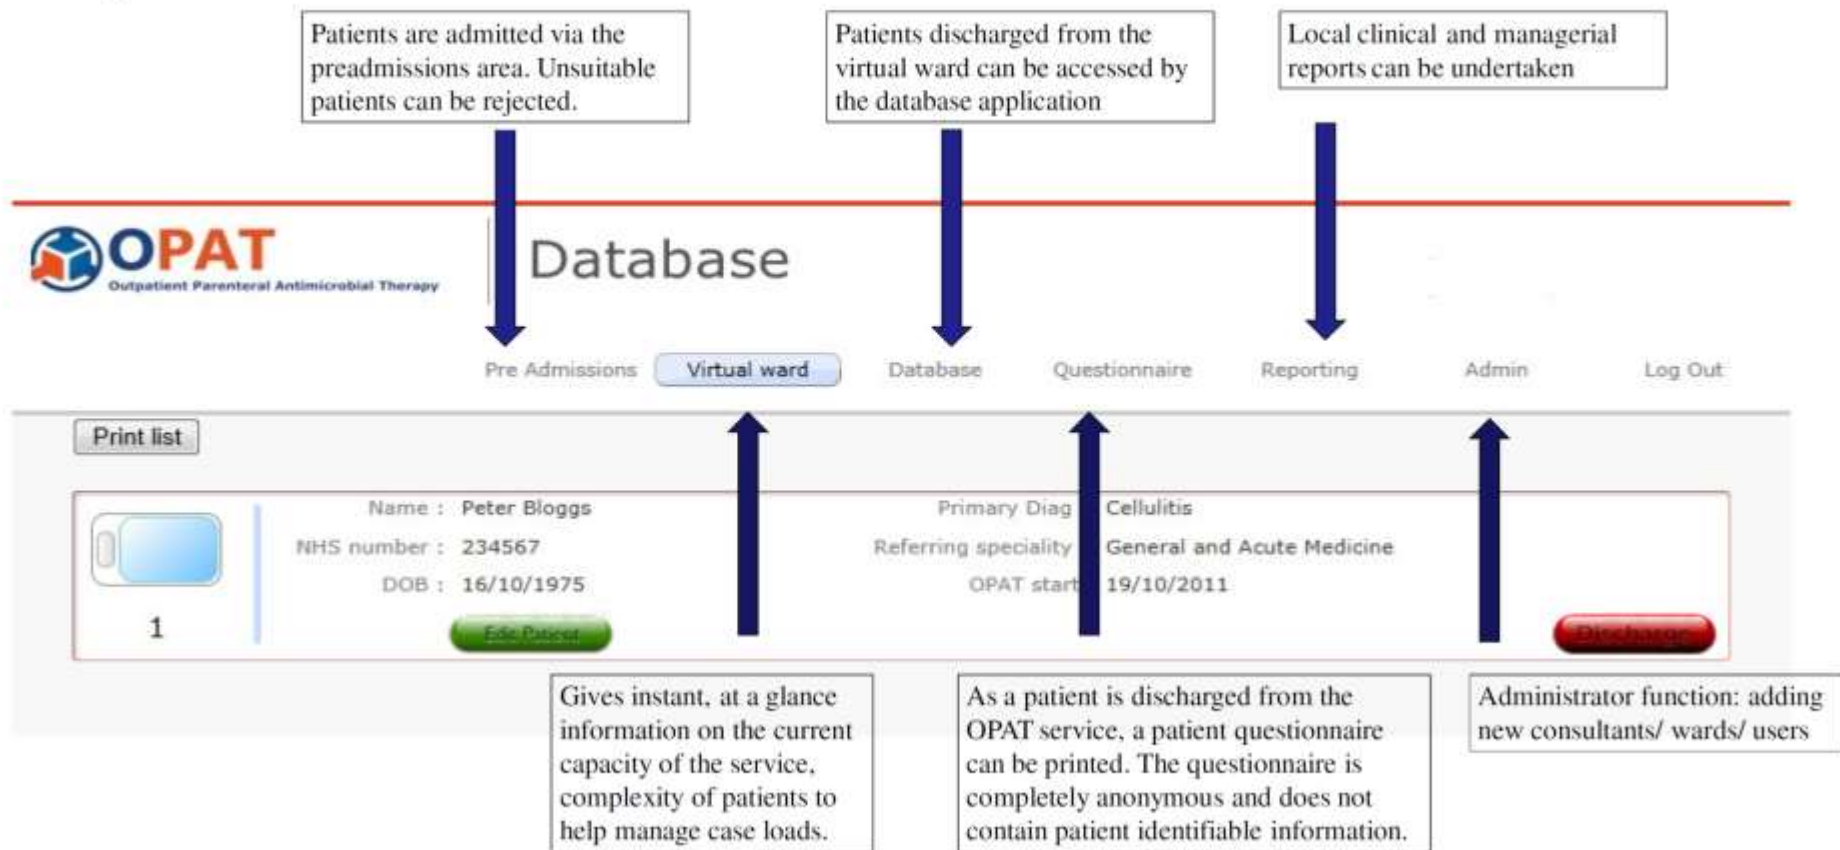 Patients are admitted via the
preadmissions area. Unsuitable
patients can be rejected.
Patients discharged from the
virtual ward can be accessed by
the database application
Local clinical and managerial
reports can be undertaken
OPAT
Outpatient Parenteral Antimicrobial Therapy
Database
Pre Admissions Virtual ward Database Questionnaire Reporting Admin Log Out
Print list
Name : Peter Bloggs
NHS number : 234567
DOB : 16/10/1975
Edit Patient
1
Primary Diag Cellulitis
Referring speciality General and Acute Medicine
OPAT start 19/10/2011
Discharge
Gives instant, at a glance
information on the current
capacity of the service,
complexity of patients to
help manage case loads.
As a patient is discharged from the
OPAT service, a patient questionnaire
can be printed. The questionnaire is
completely anonymous and does not
contain patient identifiable information.
Administrator function: adding
new consultants/ wards/ users